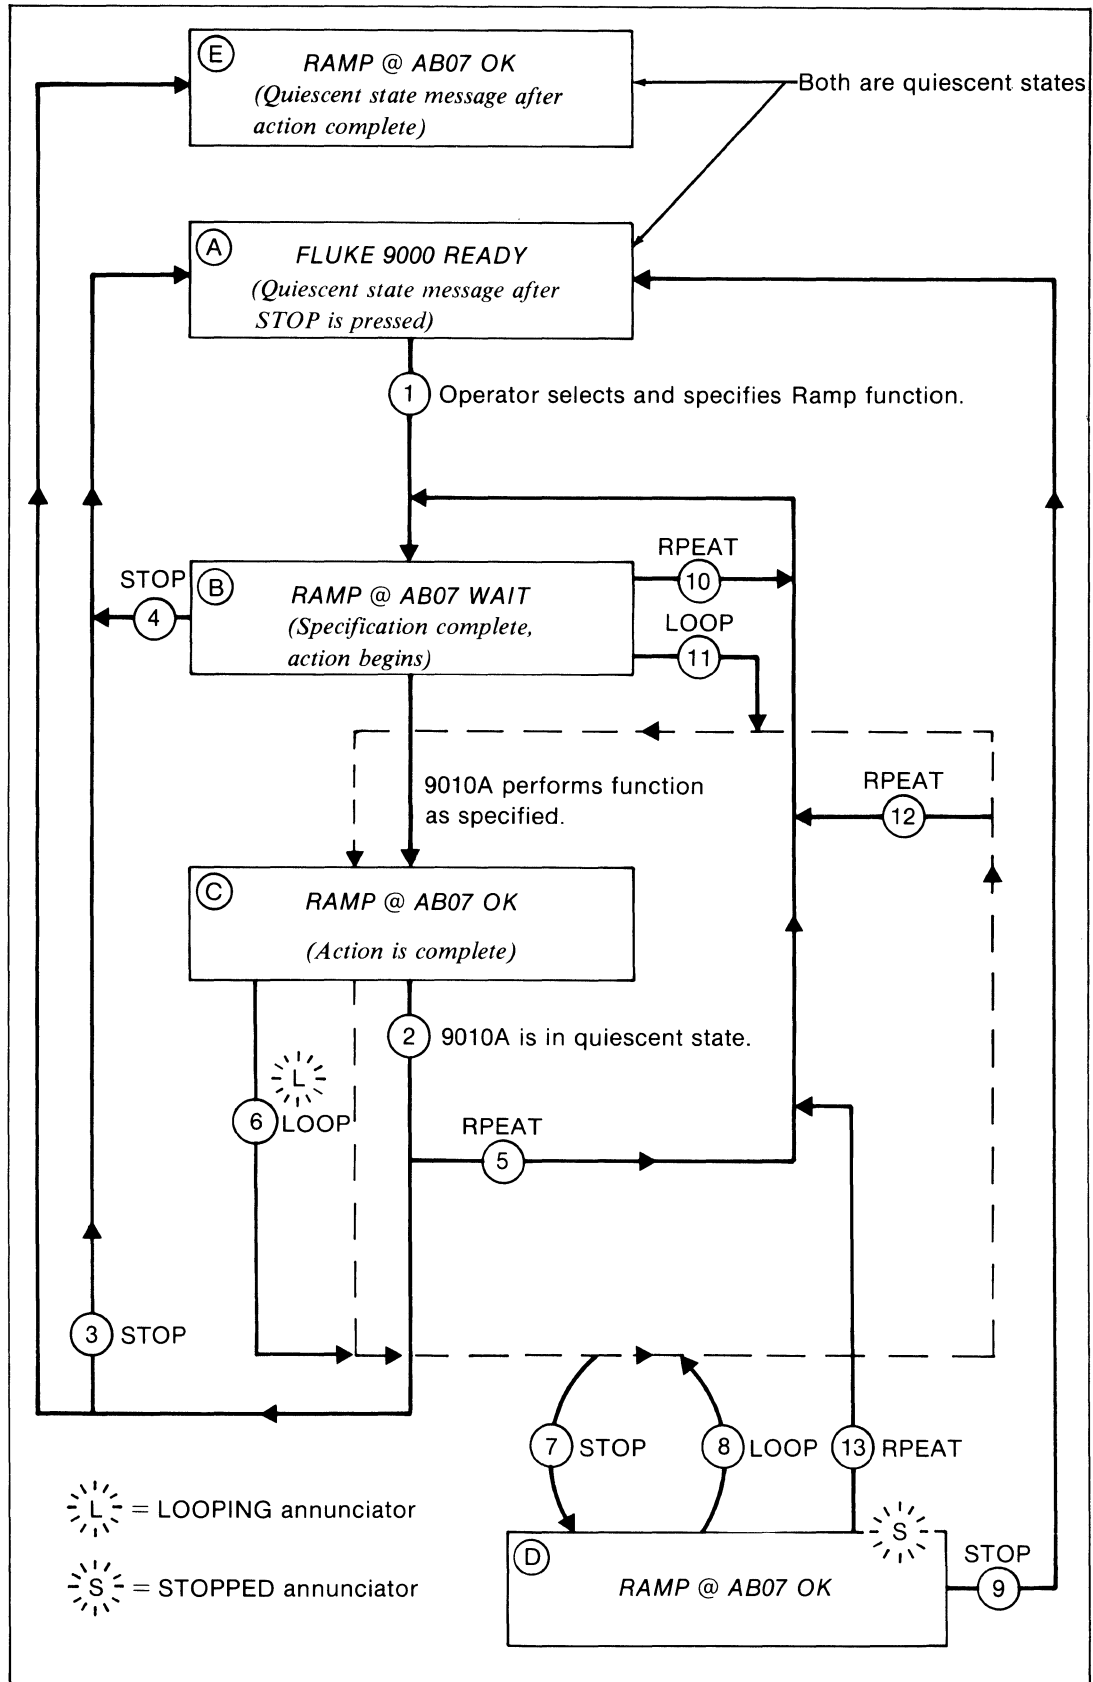 E
RAMP @ AB07 OK
(Quiescent state message after
action complete)
Both are quiescent states
A
FLUKE 9000 READY
(Quiescent state message after
STOP is pressed)
1
Operator selects and specifies Ramp function.
STOP
4
B
RAMP @ AB07 WAIT
(Specification complete,
action begins)
RPEAT
10
LOOP
11
9010A performs function
as specified.
RPEAT
12
C
RAMP @ AB07 OK
(Action is complete)
2
9010A is in quiescent state.
L
6
LOOP
RPEAT
5
3
STOP
7
STOP
8
LOOP
13
RPEAT
L = LOOPING annunciator
S = STOPPED annunciator
D
RAMP @ AB07 OK
S
STOP
9